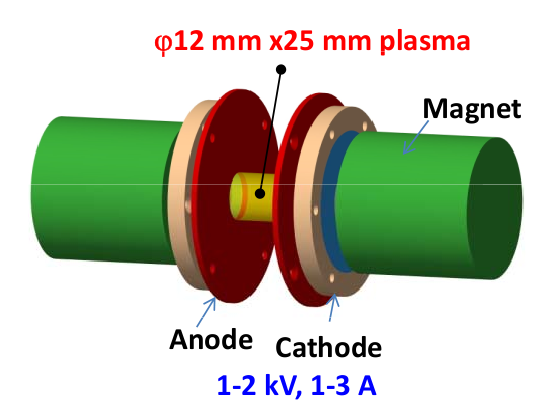 φ12 mm x25 mm plasma
Magnet
Anode
Cathode
1-2 kV, 1-3 A